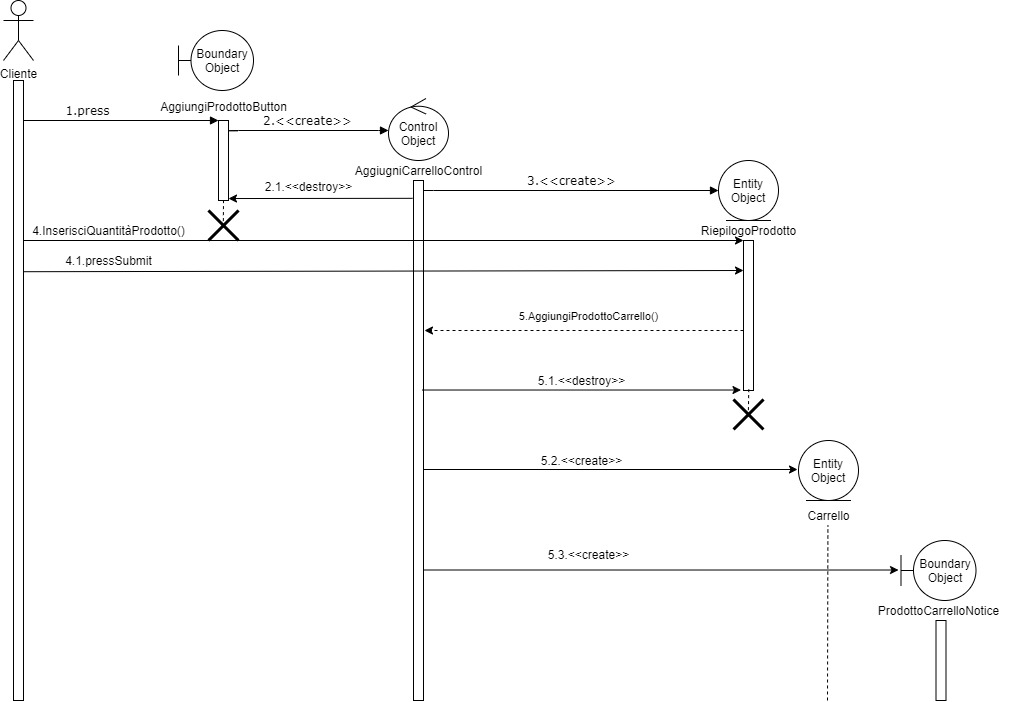 Cliente
Boundary
Object
AggiungiProdottoButton
1.press
2.<<create>>
Control
Object
AggiugniCarrelloControl
2.1.<<destroy>>
3.<<create>>
Entity
Object
RiepilogoProdotto
4.InserisciQuantitàProdotto()
4.1.pressSubmit
5.AggiungiProdottoCarrello()
5.1.<<destroy>>
5.2.<<create>>
Entity
Object
Carrello
5.3.<<create>>
Boundary
Object
ProdottoCarrelloNotice